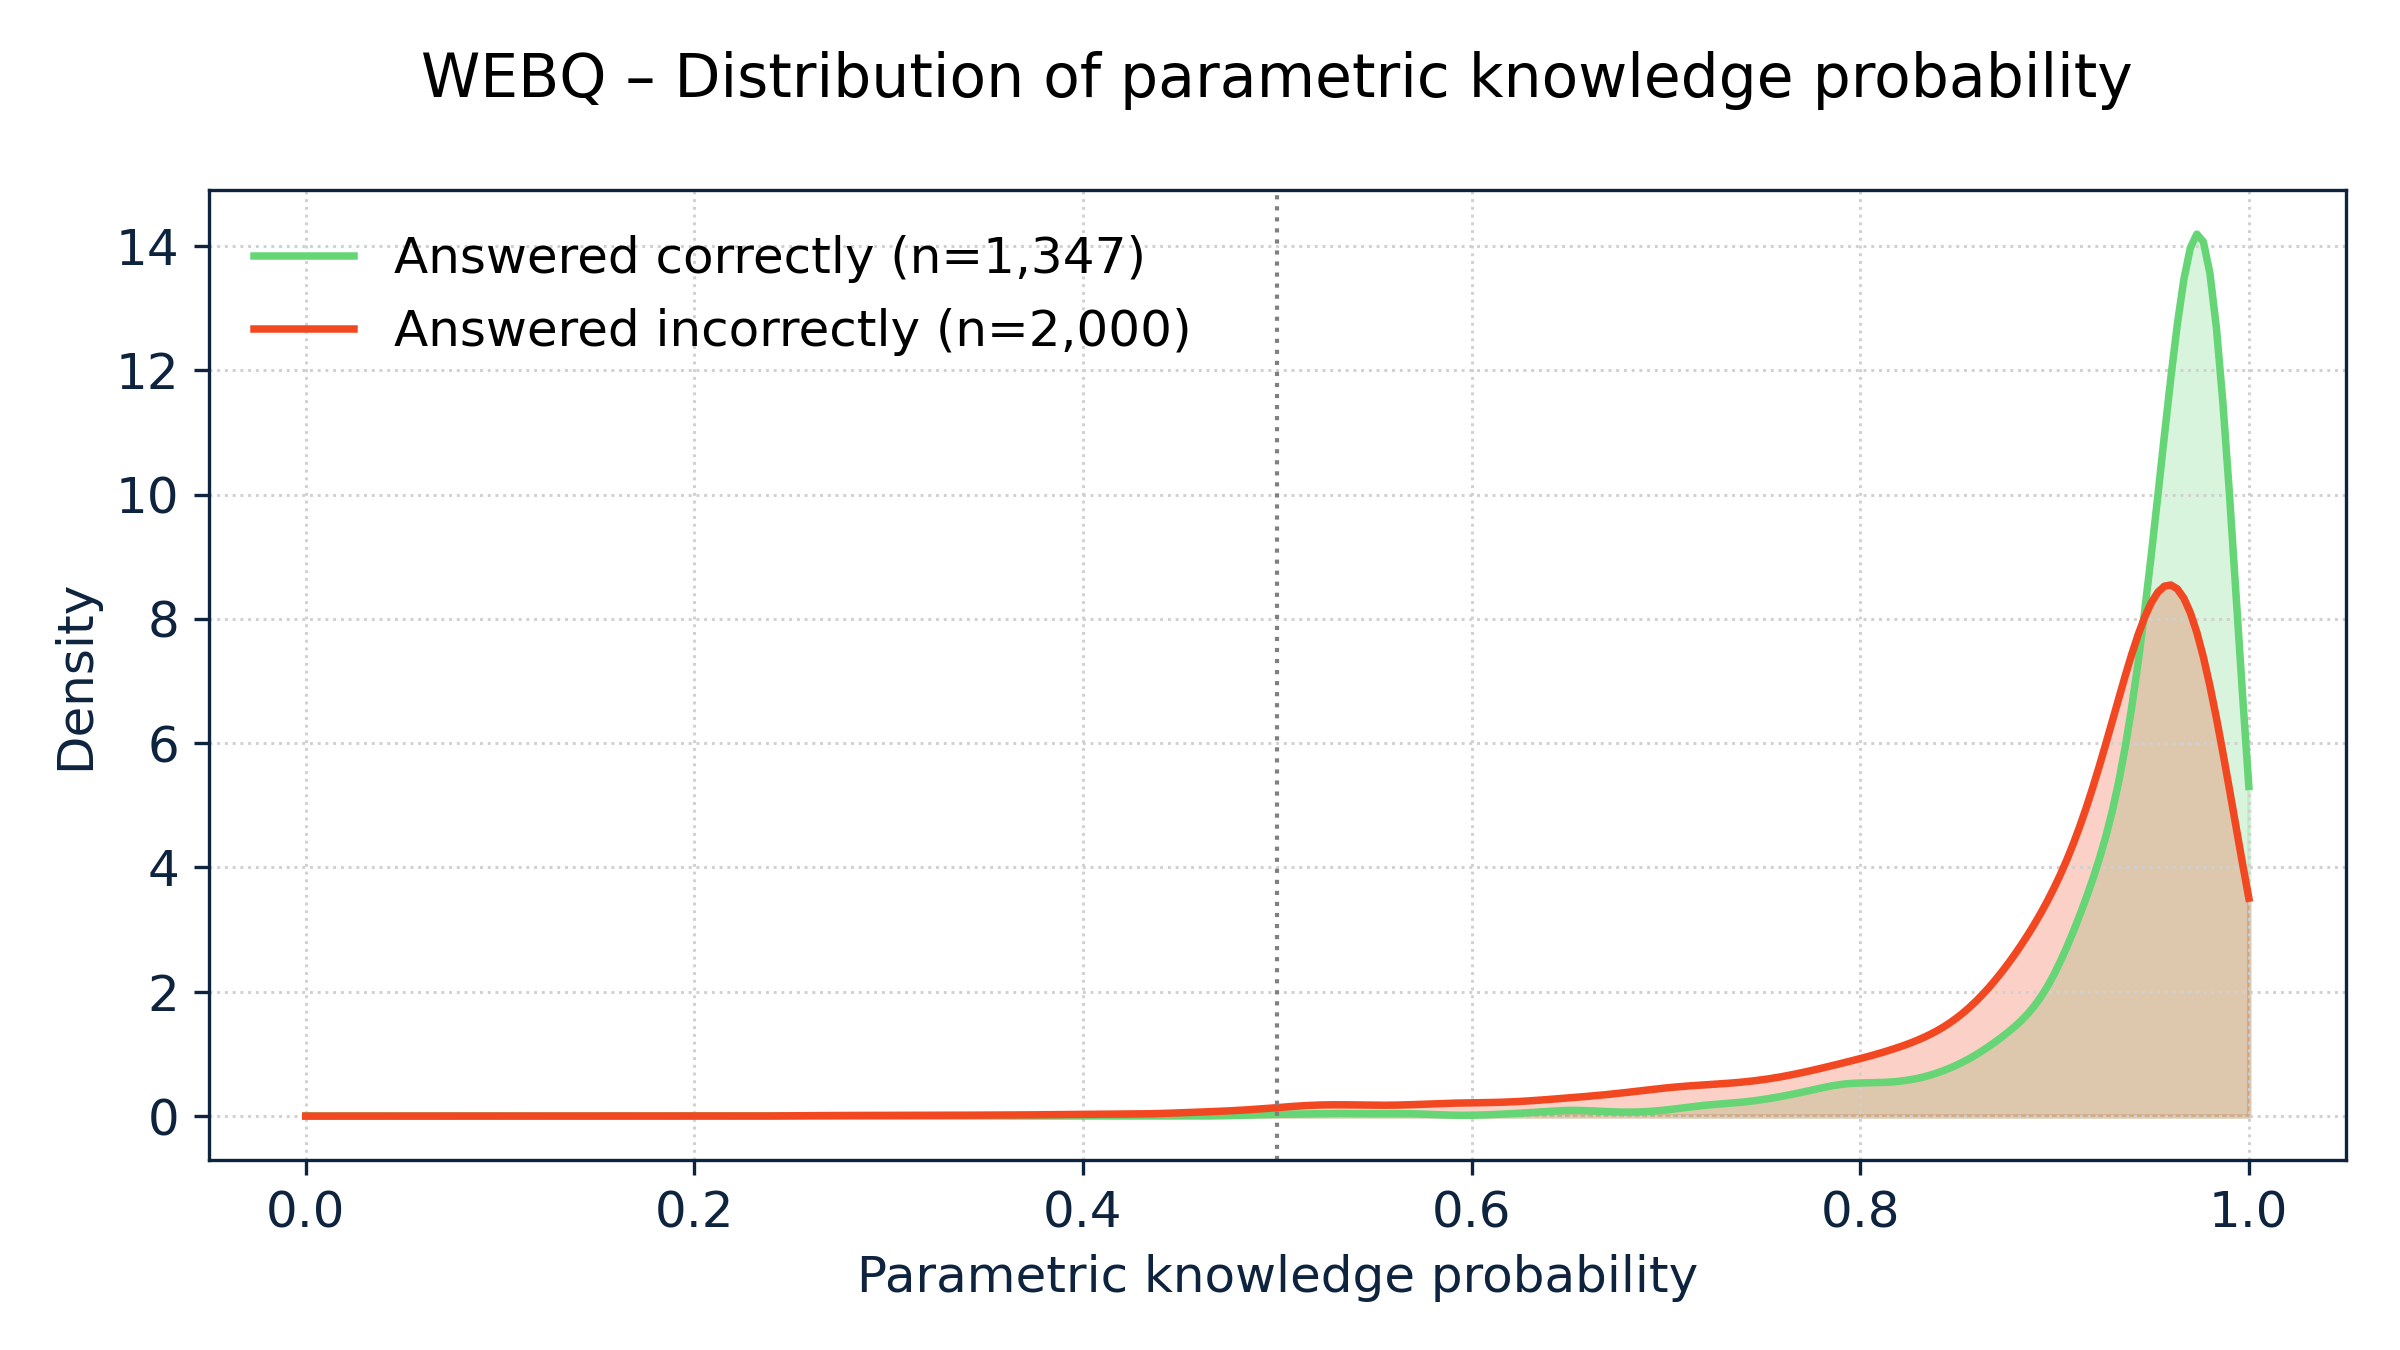 WEBQ – Distribution of parametric knowledge probability
Answered correctly (n=1,347)
Answered incorrectly (n=2,000)
Density
14
12
10
8
6
4
2
0
0.0 0.2 0.4 0.6 0.8 1.0
Parametric knowledge probability